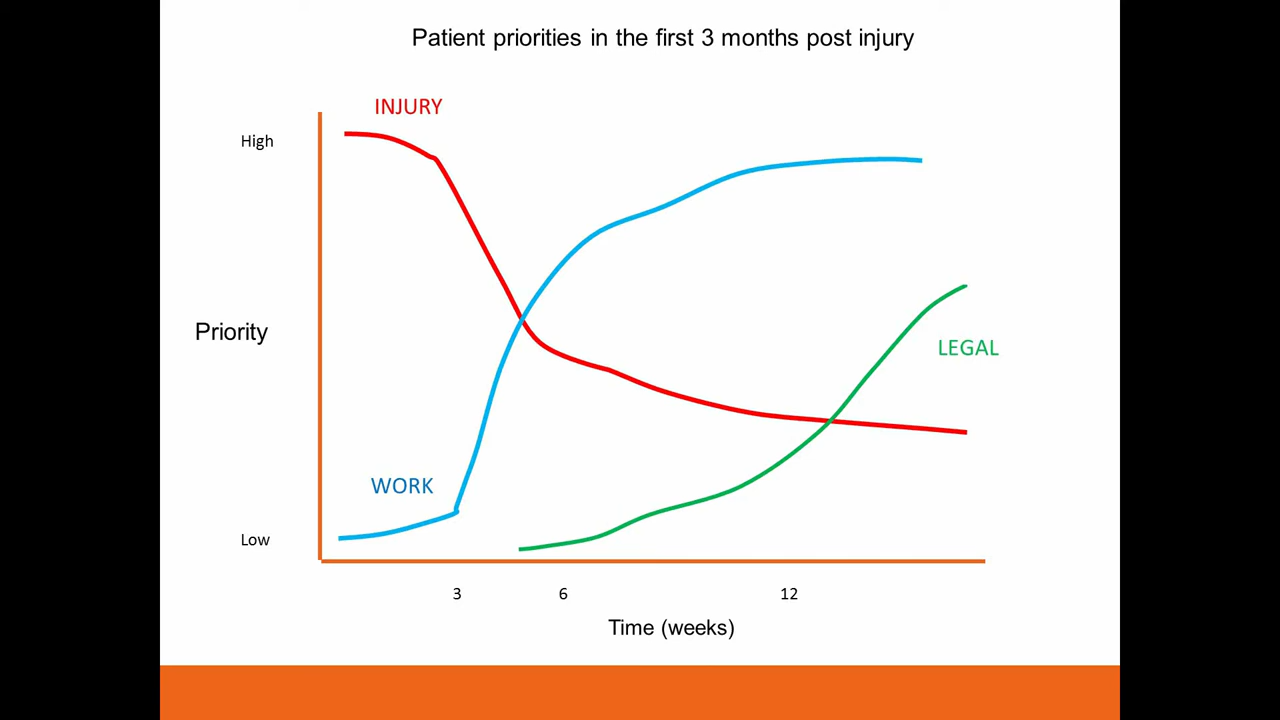 Patient priorities in the first 3 months post injury
INJURY
High
Priority
LEGAL
WORK
Low
3 6 12
Time (weeks)